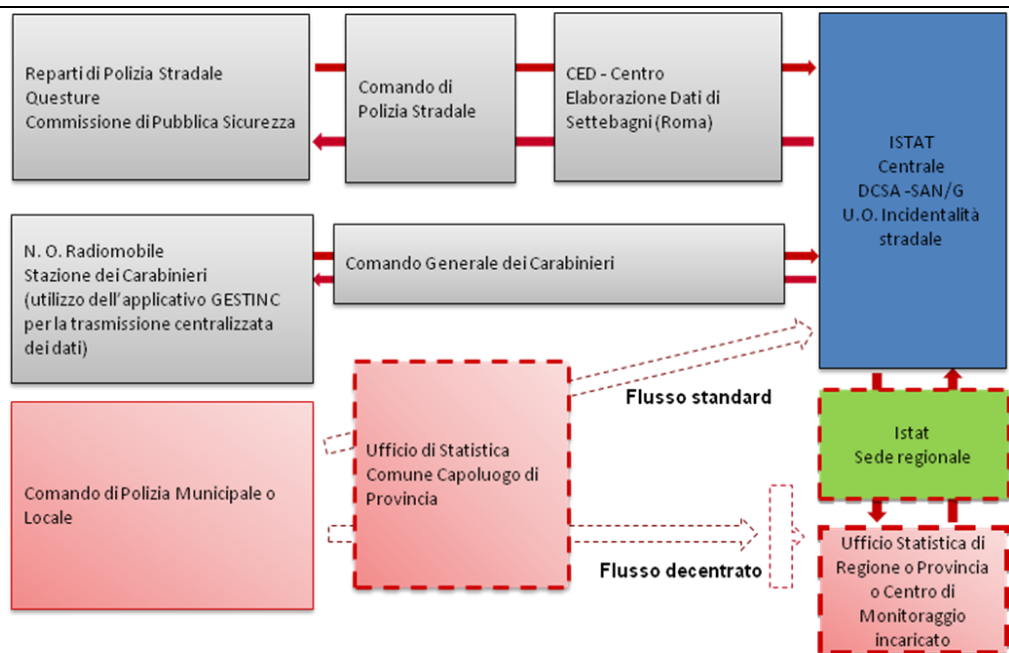 Reparti di Polizia Stradale
Questure
Commissione di Pubblica Sicurezza
Comando di
Polizia Stradale
CED - Centro
Elaborazione Dati di
Settebagni (Roma)
ISTAT
Centrale
DCSA -SAN/G
U.O. Incidentalità
stradale
N. O. Radiomobile
Stazione dei Carabinieri
(utilizzo dell'applicativo GESTINC
per la trasmissione centralizzata
dei dati)
Comando Generale dei Carabinieri
Flusso standard
Istat
Sede regionale
Comando di Polizia Municipale o
Locale
Ufficio di Statistica
Comune Capoluogo di
Provincia
Flusso decentrato
Ufficio Statistica di
Regione o Provincia
o Centro di
Monitoraggio
incaricato